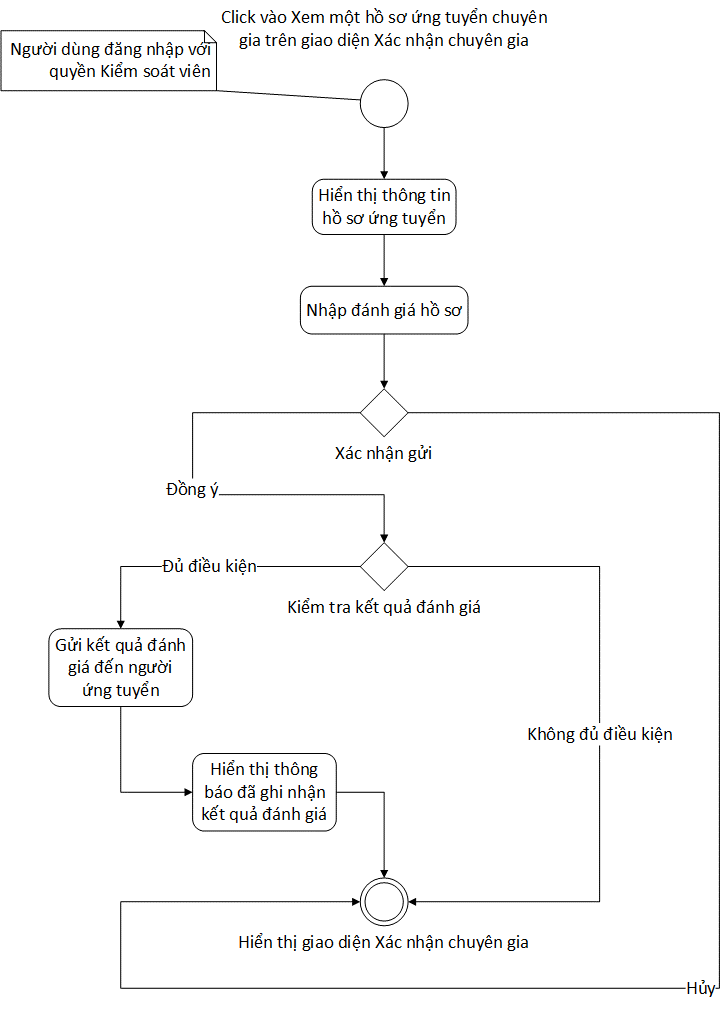 Click vào Xem một hồ sơ ứng tuyển chuyên
gia trên giao diện Xác nhận chuyên gia
Người dùng đăng nhập với
quyền Kiểm soát viên
Hiển thị thông tin
hồ sơ ứng tuyển
Nhập đánh giá hồ sơ
Xác nhận gửi
Đồng ý
Đủ điều kiện
Kiểm tra kết quả đánh giá
Gửi kết quả đánh
giá đến người
ứng tuyển
Không đủ điều kiện
Hiển thị thông
báo đã ghi nhận
kết quả đánh giá
Hiển thị giao diện Xác nhận chuyên gia
Hủy